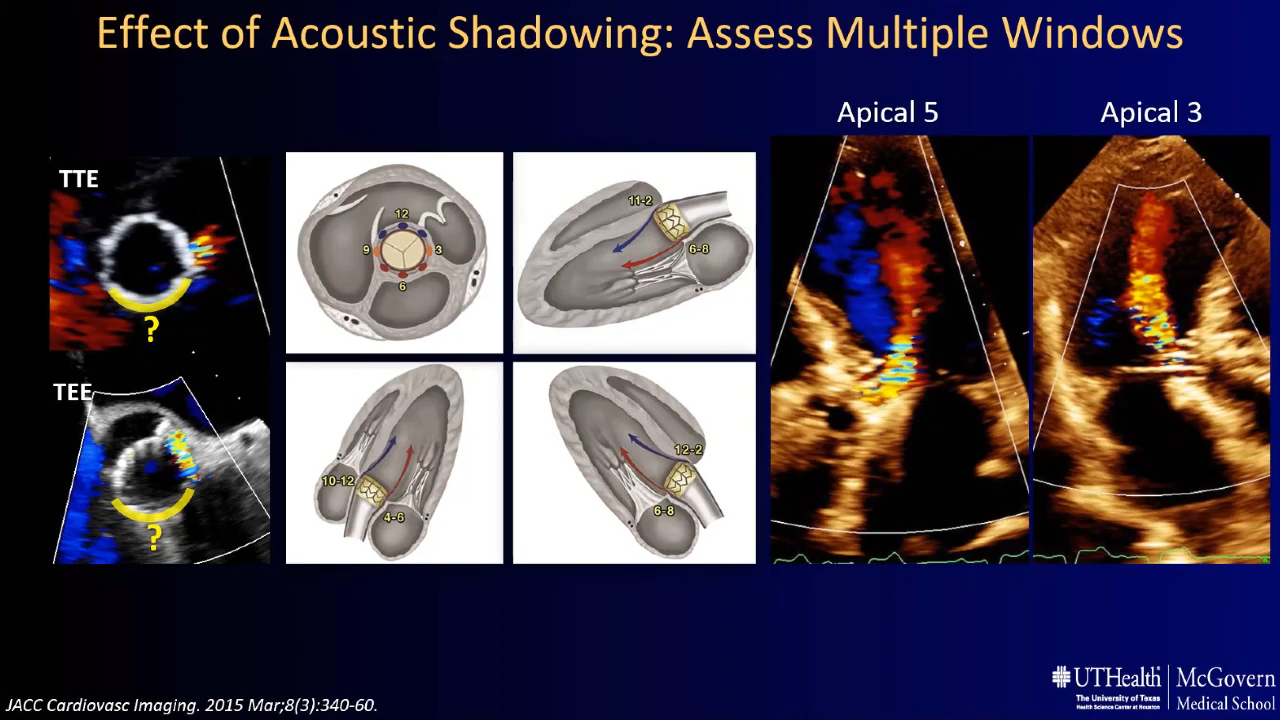 Effect of Acoustic Shadowing: Assess Multiple Windows
Apical 5
Apical 3
TTE
?
TEE
?
12
9
3
6
11-2
6-8
10-12
4-6
12-2
6-8
JACC Cardiovasc Imaging. 2015 Mar;8(3):340-60.
UTHealth
The University of Texas
Health Science Center at Houston
McGovern
Medical School